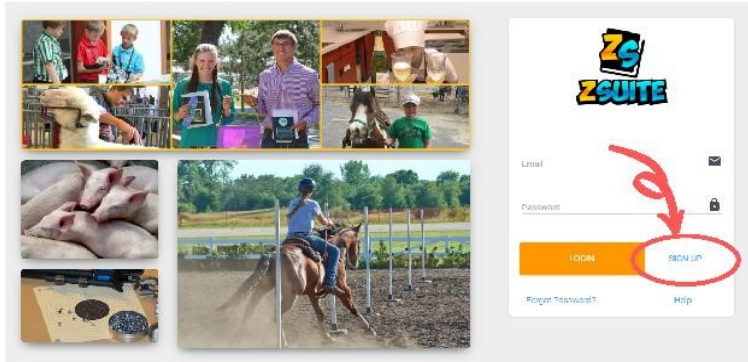 ZS
ZSUITE
Email
Password
LOGIN SIGN UP
Forgot Password? Help